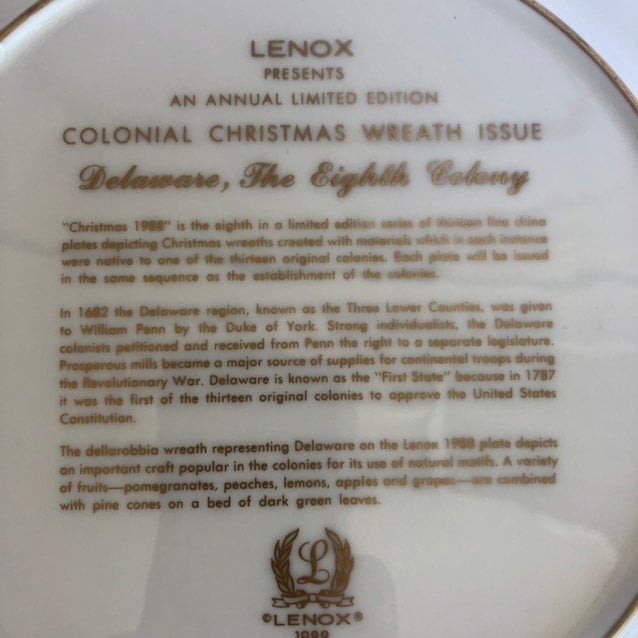 LENOX
PRESENTS
AN ANNUAL LIMITED EDITION
COLONIAL CHRISTMAS WREATH ISSUE
Delaware, The Eighth Colony
"Christmas 1988" is the eighth in a limited edition series of thirteen fine china
plates depicting Christmas wreaths created with materials which in each instance
were native to one of the thirteen original colonies. Each plate will be issued
in the same sequence as the establishment of the colonies.
In 1682 the Delaware region, known as the Three Lower Counties, was given
to William Penn by the Duke of York. Strong individualists, the Delaware
colonists petitioned and received from Penn the right to a separate legislature.
Prosperous mills became a major source of supplies for continental troops during
the Revolutionary War. Delaware is known as the "First State" because in 1787
it was the first of the thirteen original colonies to approve the United States
Constitution.
The dellarobbia wreath representing Delaware on the Lenox 1988 plate depicts
an important craft popular in the colonies for its use of natural motifs. A variety
of fruits—pomegranates, peaches, lemons, apples and grapes—are combined
with pine cones on a bed of dark green leaves.
L
©LENOX®
1988